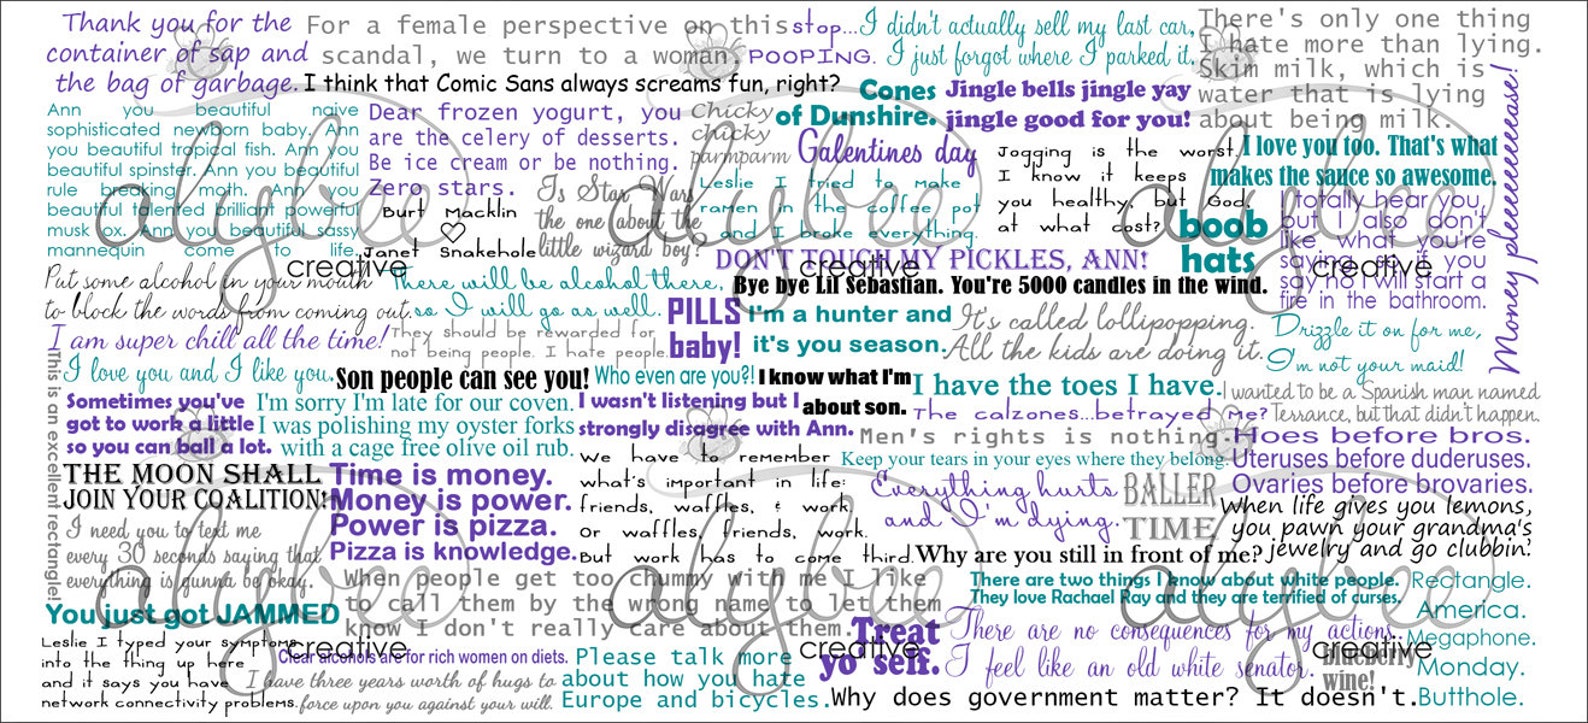 Thank you for the
container of sap and
the bag of garbage.
For a female perspective on this
scandal, we turn to a woman.
stop...
POOPING.
I didn't actually sell my last car,
I just forgot where I parked it.
There's only one thing
I hate more than lying.
Skim milk, which is
water that is lying
about being milk.
Money pleeeeeeeeease!
I think that Comic Sans always screams fun, right?
Cones
of Dunshire.
Jingle bells jingle yay
jingle good for you!
Ann you beautiful naive
sophisticated newborn baby. Ann
you beautiful tropical fish. Ann you
beautiful spinster. Ann you beautiful
rule breaking moth. Ann you
beautiful talented brilliant powerful
musk ox. Ann you beautiful sassy
mannequin come to life.
Dear frozen yogurt, you
are the celery of desserts.
Be ice cream or be nothing.
Zero stars.
Chicky
chicky
parmparm
Galentines day
Jogging is the worst.
I know it keeps
you healthy, but God.
at what cost?
I love you too. That's what
makes the sauce so awesome.
Burt Macklin
Janet Snakehole
Is Star Wars
the one about the
little wizard boy?
Leslie I tried to make
ramen in the coffee pot
and I broke everything.
boob
hats
I totally hear you,
but I also don't
like what you're
saying so if you
say no I will start a
fire in the bathroom.
DON'T TOUCH MY PICKLES, ANN!
Put some alcohol in your mouth
to block the words from coming out.
There will be alcohol there,
so I will go as well.
Bye bye Lil Sebastian. You're 5000 candles in the wind.
PILLS
baby!
I'm a hunter and
it's you season.
It's called lollipopping.
All the kids are doing it.
Drizzle it on for me,
I'm not your maid!
I am super chill all the time!
They should be rewarded for
not being people. I hate people.
This is an excellent rectangle!
I love you and I like you.
Son people can see you!
Who even are you?!
I know what I'm
about son.
I have the toes I have.
I wanted to be a Spanish man named
Terrance, but that didn't happen.
Sometimes you've
got to work a little
so you can ball a lot.
I'm sorry I'm late for our coven.
I was polishing my oyster forks
with a cage free olive oil rub.
I wasn't listening but I
strongly disagree with Ann.
The calzones...betrayed me?
Men's rights is nothing.
Hoes before bros.
Uteruses before duderuses.
Ovaries before brovaries.
Keep your tears in your eyes where they belong.
THE MOON SHALL
JOIN YOUR COALITION!
Time is money.
Money is power.
Power is pizza.
Pizza is knowledge.
We have to remember
what's important in life:
friends, waffles, & work.
Or waffles, friends, work.
But work has to come third.
Everything hurts
and I'm dying.
BALLER
TIME
When life gives you lemons,
you pawn your grandma's
jewelry and go clubbin'.
I need you to text me
every 30 seconds saying that
everything is gunna be okay.
Why are you still in front of me?
When people get too chummy with me I like
to call them by the wrong name to let them
know I don't really care about them.
There are two things I know about white people.
They love Rachael Ray and they are terrified of curses.
Rectangle.
America.
Megaphone.
Monday.
Butthole.
You just got JAMMED
Treat
yo' self.
There are no consequences for my actions.
I feel like an old white senator.
blueberry
wine!
Leslie I typed your symptoms
into the thing up here
and it says you have
network connectivity problems.
Clear alcohols are for rich women on diets.
I have three years worth of hugs to
force upon you against your will.
Please talk more
about how you hate
Europe and bicycles.
Why does government matter? It doesn't.
alybee
creative
alybee
creative
alybee
creative
alybee
creative
alybee
creative
alybee
creative